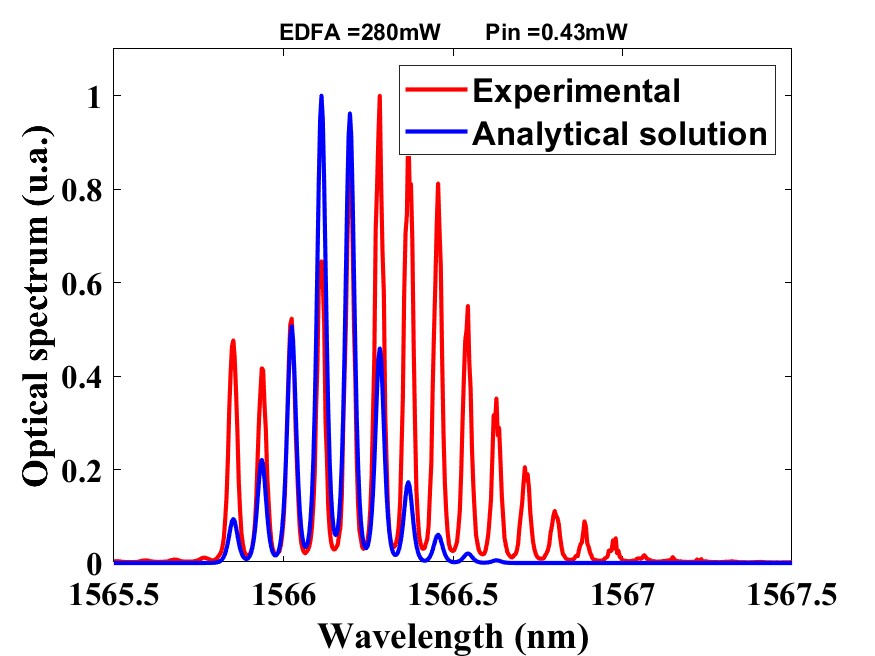 EDFA =280mW Pin =0.43mW
Experimental
Analytical solution
Optical spectrum (u.a.)
1
0.8
0.6
0.4
0.2
0
1565.5 1566 1566.5 1567 1567.5
Wavelength (nm)